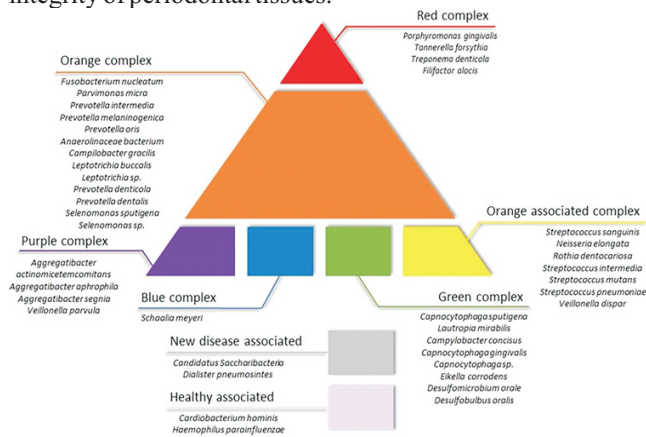 integrity of periodontal tissues.
Red complex
Porphyromonas gingivalis
Tannerella forsythia
Treponema denticola
Filifactor alocis
Orange complex
Fusobacterium nucleatum
Parvimonas micra
Prevotella intermedia
Prevotella melaninogenica
Prevotella oris
Anaerolinaceae bacterium
Campilobacter gracilis
Leptotrichia buccalis
Leptotrichia sp.
Prevotella denticola
Prevotella dentalis
Selenomonas sputigena
Selenomonas sp.
Orange associated complex
Streptococcus sanguinis
Neisseria elongata
Rothia dentocariosa
Streptococcus intermedia
Streptococcus mutans
Streptococcus pneumoniae
Veillonella dispar
Purple complex
Aggregatibacter
actinomicetemcomitans
Aggregatibacter aphrophila
Aggregatibacter segnia
Veillonella parvula
Blue complex
Schaalia meyeri
Green complex
Capnocytophaga sputigena
Lautropia mirabilis
Campylobacter concisus
Capnocytophaga gingivalis
Capnocytophaga sp.
Eikella corrodens
Desulfomicrobium orale
Desulfobulbus oralis
New disease associated
Candidatus Saccharibacteria
Dialister pneumosintes
Healthy associated
Cardiobacterium hominis
Haemophilus parainfluenzae